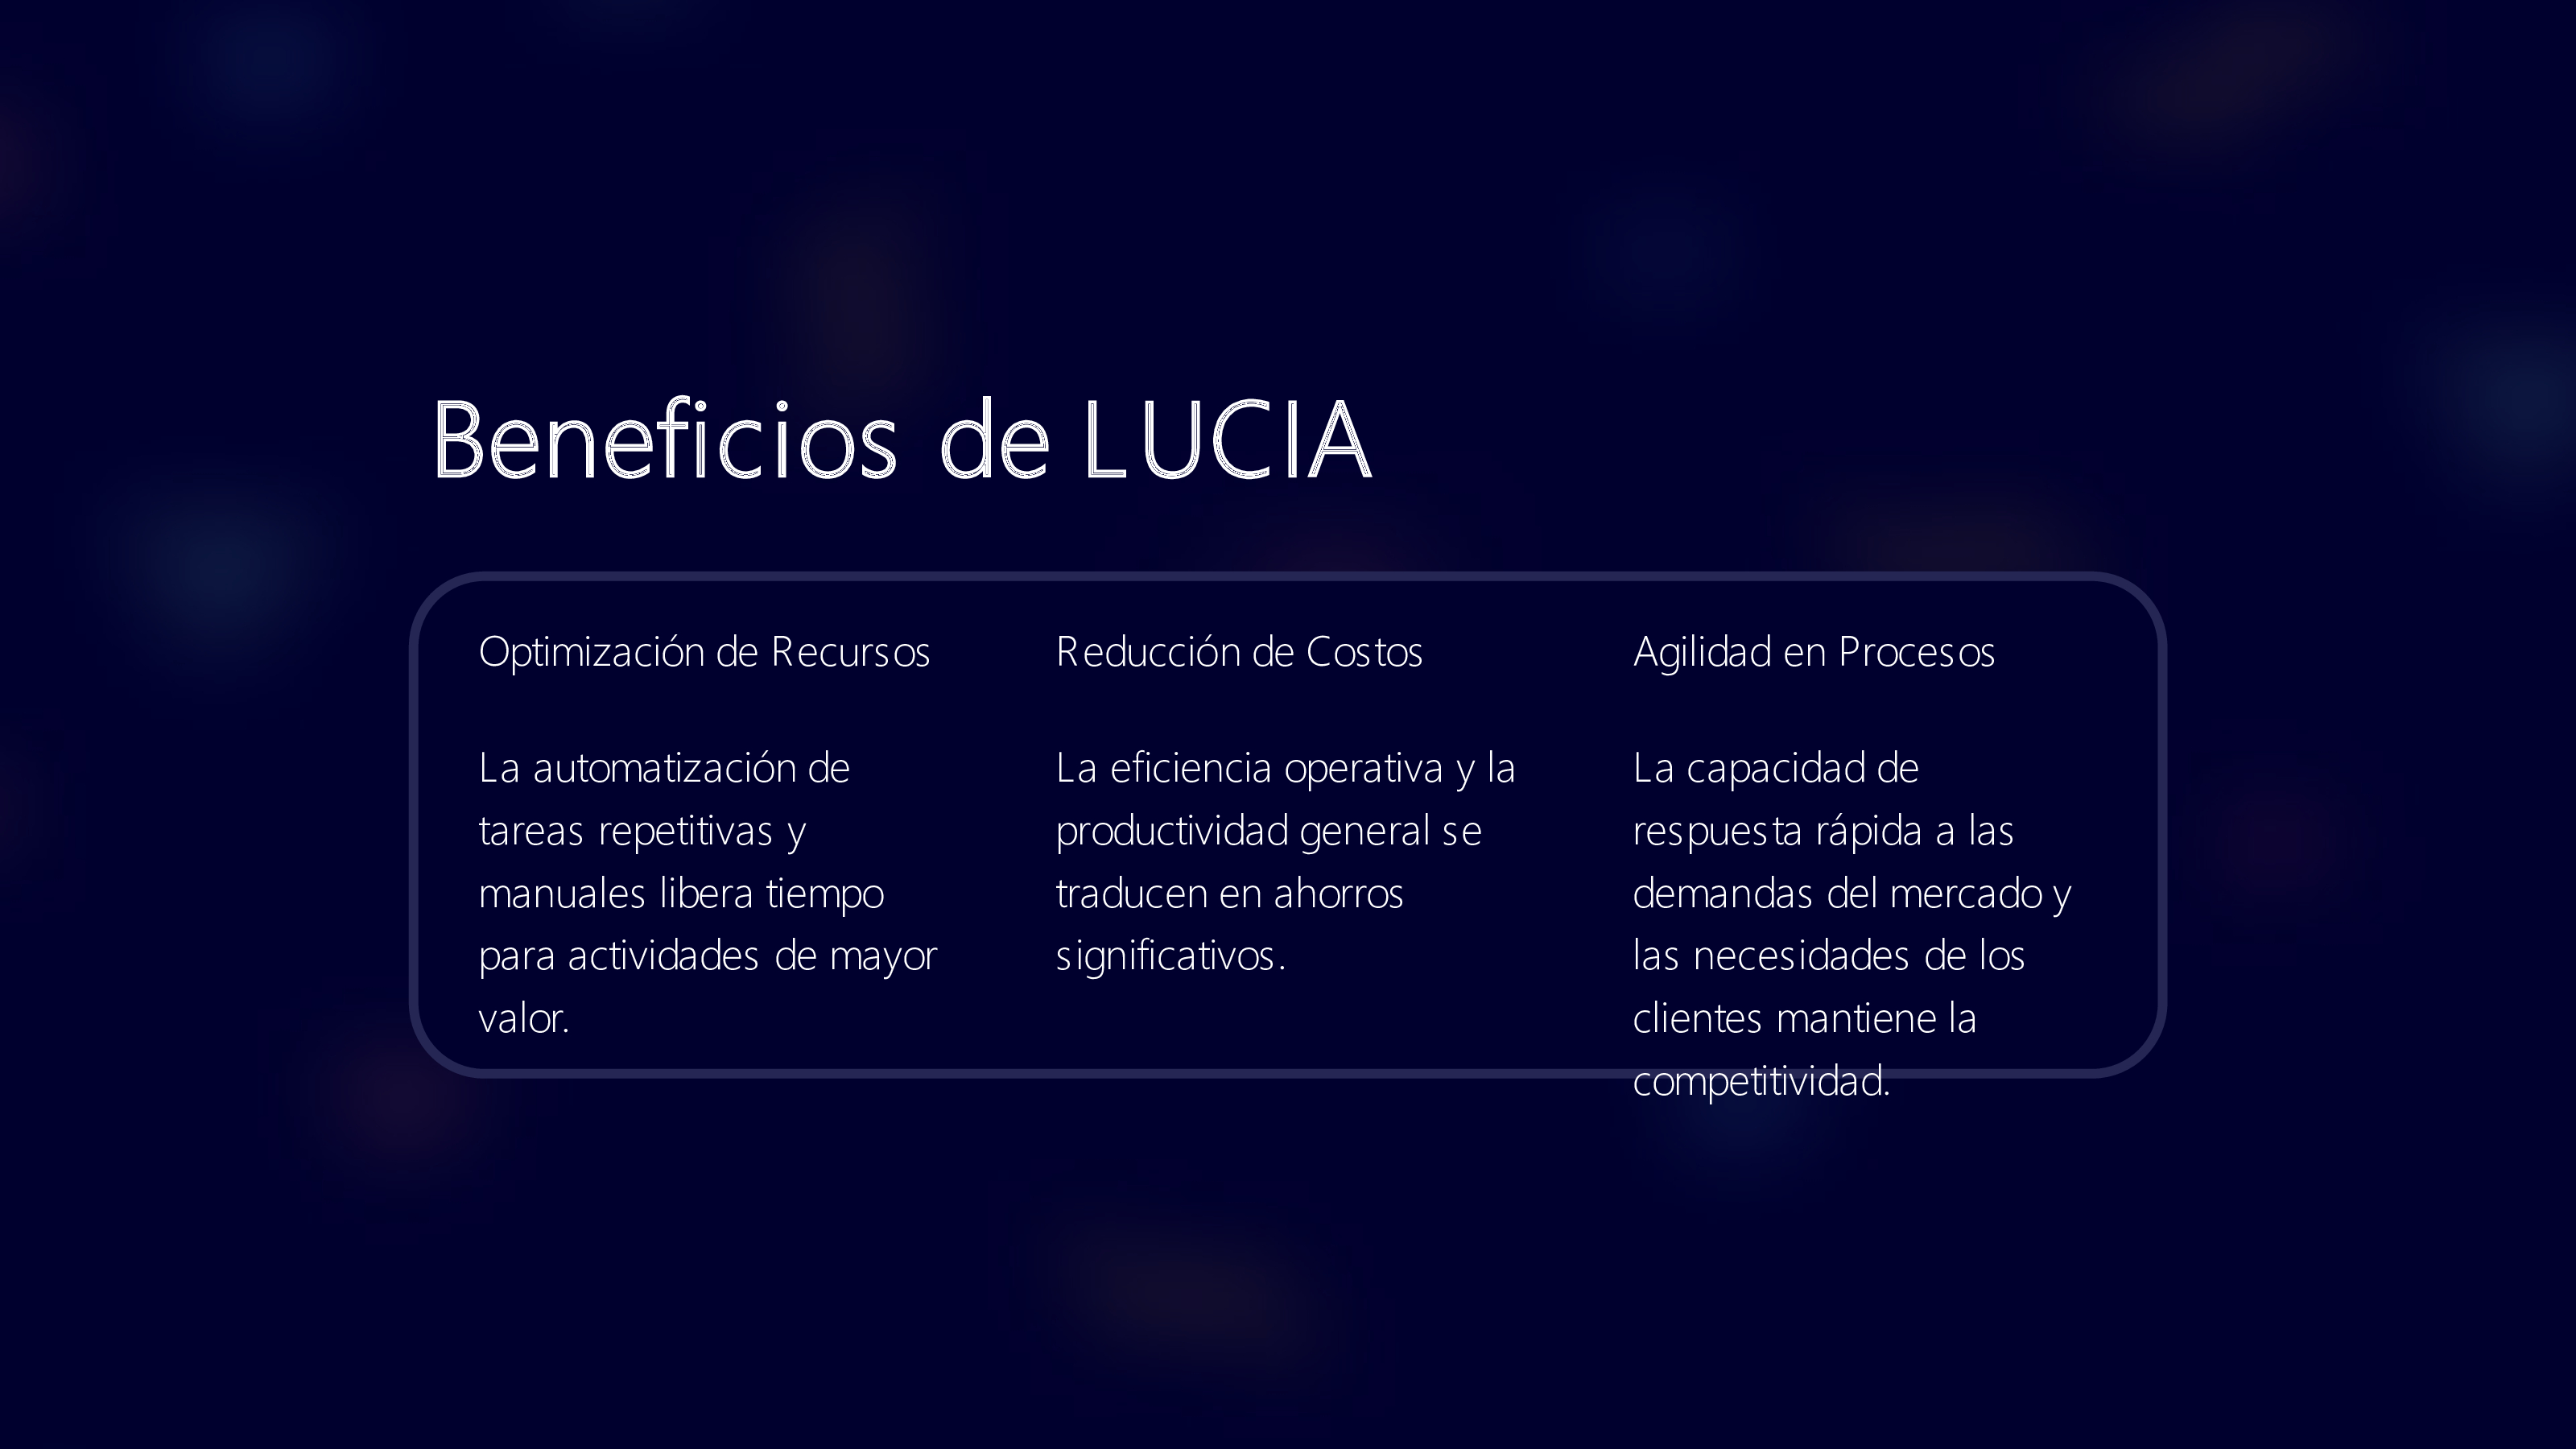 Beneficios de LUCIA
Optimización de Recursos
La automatización de
tareas repetitivas y
manuales libera tiempo
para actividades de mayor
valor.
Reducción de Costos
La eficiencia operativa y la
productividad general se
traducen en ahorros
significativos.
Agilidad en Procesos
La capacidad de
respuesta rápida a las
demandas del mercado y
las necesidades de los
clientes mantiene la
competitividad.